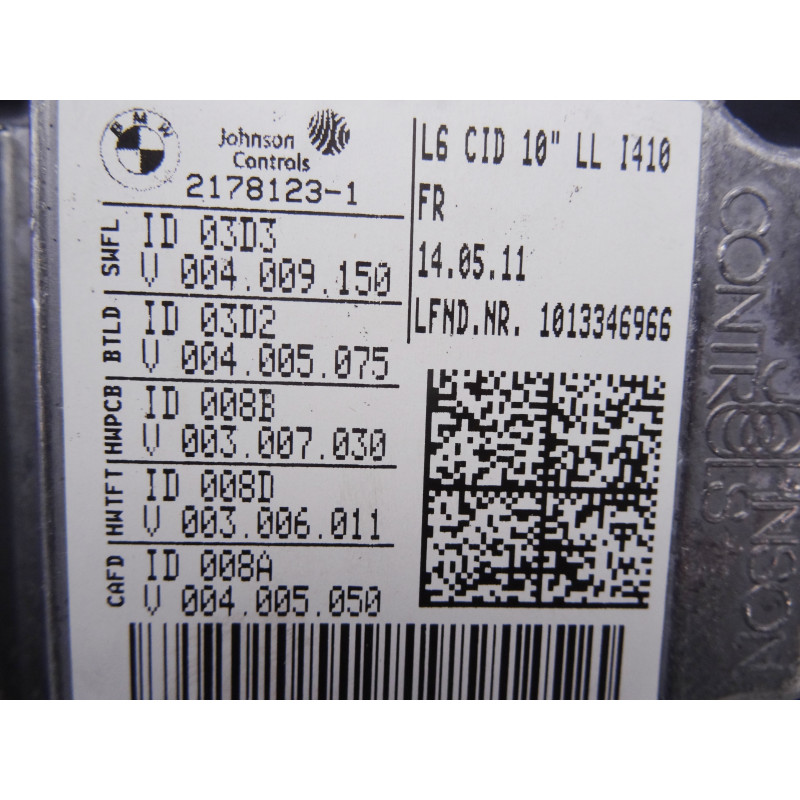 BMW
Johnson
Controls
2178123-1
SWFL
ID 03D3
V 004.009.150
BTLD
ID 03D2
V 004.005.075
HWPCB
ID 008B
V 003.007.030
HWTFT
ID 008D
V 003.006.011
CAFD
ID 008A
V 004.005.050
L6 CID 10" LL I410
FR
14.05.11
LFND.NR. 1013346966
JOHNSON
CONTROLS